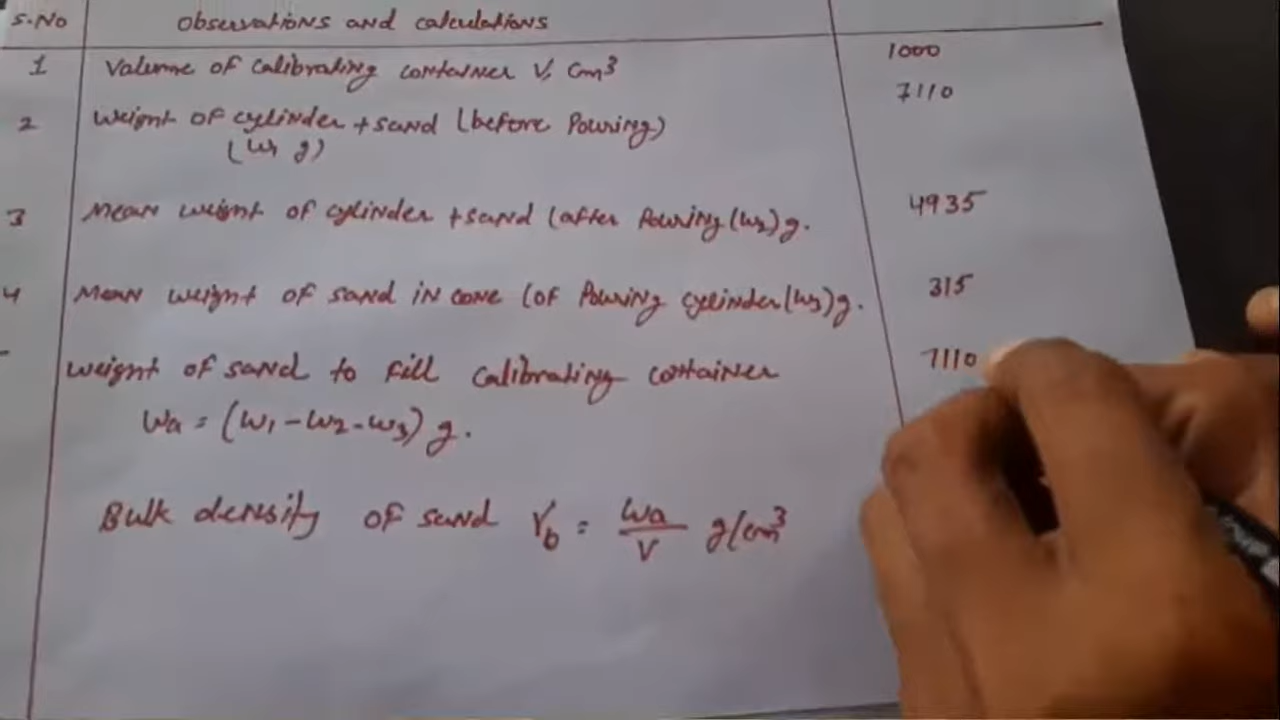 S.No observations and calculations
1 Volume of calibrating container V, cm³ 1000
2 weight of cylinder + sand (before Pouring) 7110
(W1 g)
3 Mean weight of cylinder + sand (after Pouring (W2) g. 4935
4 Mean weight of sand in cone (of Pouring cylinder (W3) g. 315
weight of sand to fill calibrating container 7110
Wa = (W1 - W2 - W3) g.
Bulk density of sand γb = Wa/V g/cm³